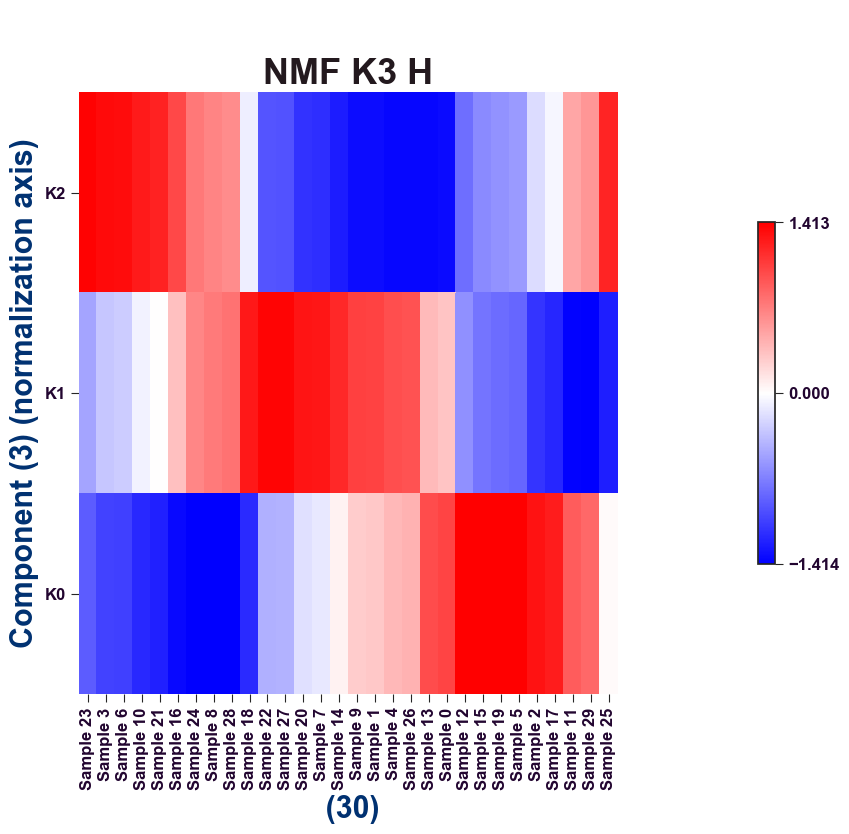 NMF K3 H
Component (3) (normalization axis)
K2
K1
K0
1.413
0.000
−1.414
Sample 23
Sample 3
Sample 6
Sample 10
Sample 21
Sample 16
Sample 24
Sample 8
Sample 28
Sample 18
Sample 22
Sample 27
Sample 20
Sample 7
Sample 14
Sample 9
Sample 1
Sample 4
Sample 26
Sample 13
Sample 0
Sample 12
Sample 15
Sample 19
Sample 5
Sample 2
Sample 17
Sample 11
Sample 29
Sample 25
(30)